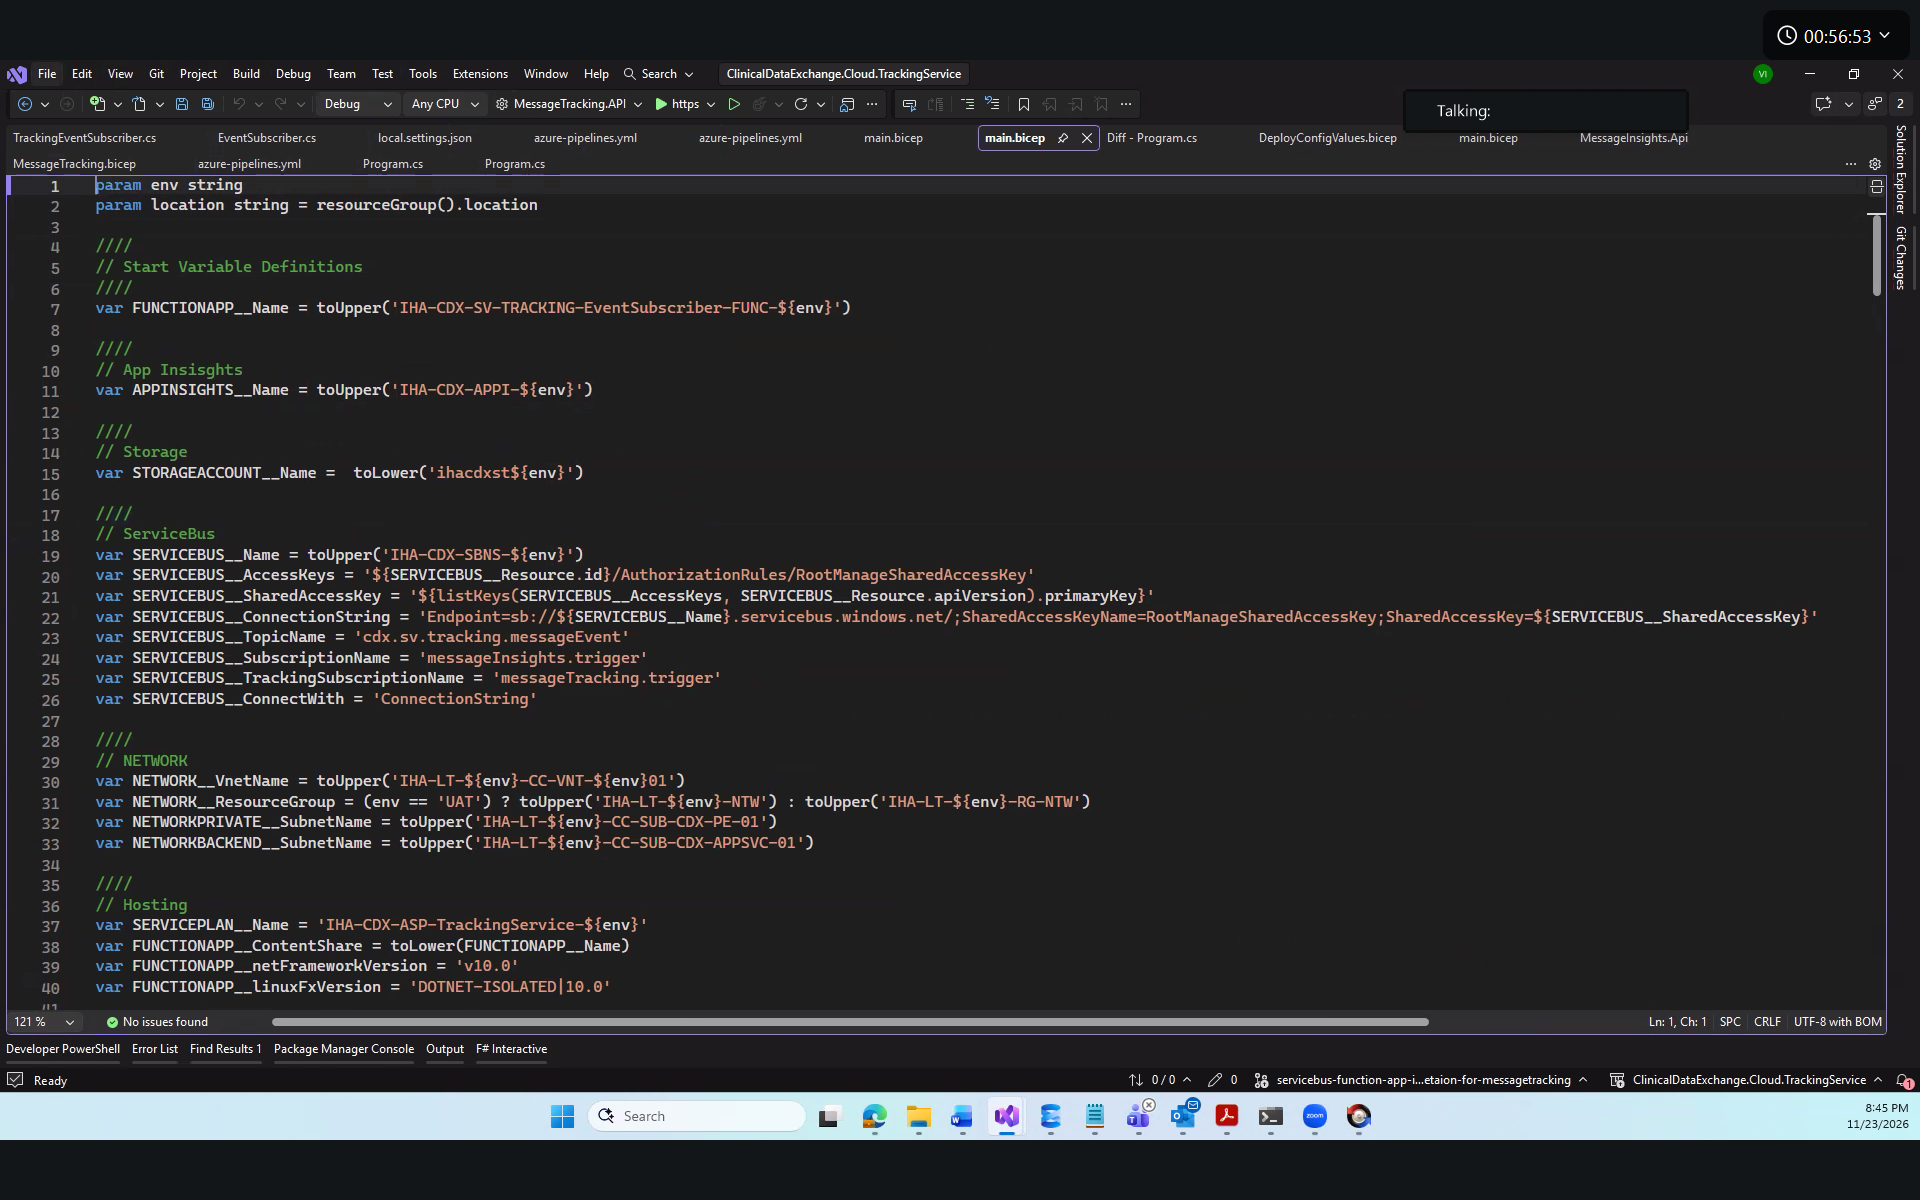 00:56:53
File Edit View Git Project Build Debug Team Test Tools Extensions Window Help Search ClinicalDataExchange.Cloud.TrackingService VI
Debug Any CPU MessageTracking.API https 2
Talking:
TrackingEventSubscriber.cs EventSubscriber.cs local.settings.json azure-pipelines.yml azure-pipelines.yml main.bicep main.bicep Diff - Program.cs DeployConfigValues.bicep main.bicep MessageInsights.Api
MessageTracking.bicep azure-pipelines.yml Program.cs Program.cs
Solution Explorer
Git Changes
1 param env string
2 param location string = resourceGroup().location
3
4 ////
5 // Start Variable Definitions
6 ////
7 var FUNCTIONAPP__Name = toUpper('IHA-CDX-SV-TRACKING-EventSubscriber-FUNC-${env}')
8
9 ////
10 // App Insisghts
11 var APPINSIGHTS__Name = toUpper('IHA-CDX-APPI-${env}')
12
13 ////
14 // Storage
15 var STORAGEACCOUNT__Name =  toLower('ihacdxst${env}')
16
17 ////
18 // ServiceBus
19 var SERVICEBUS__Name = toUpper('IHA-CDX-SBNS-${env}')
20 var SERVICEBUS__AccessKeys = '${SERVICEBUS__Resource.id}/AuthorizationRules/RootManageSharedAccessKey'
21 var SERVICEBUS__SharedAccessKey = '${listKeys(SERVICEBUS__AccessKeys, SERVICEBUS__Resource.apiVersion).primaryKey}'
22 var SERVICEBUS__ConnectionString = 'Endpoint=sb://${SERVICEBUS__Name}.servicebus.windows.net/;SharedAccessKeyName=RootManageSharedAccessKey;SharedAccessKey=${SERVICEBUS__SharedAccessKey}'
23 var SERVICEBUS__TopicName = 'cdx.sv.tracking.messageEvent'
24 var SERVICEBUS__SubscriptionName = 'messageInsights.trigger'
25 var SERVICEBUS__TrackingSubscriptionName = 'messageTracking.trigger'
26 var SERVICEBUS__ConnectWith = 'ConnectionString'
27
28 ////
29 // NETWORK
30 var NETWORK__VnetName = toUpper('IHA-LT-${env}-CC-VNT-${env}01')
31 var NETWORK__ResourceGroup = (env == 'UAT') ? toUpper('IHA-LT-${env}-NTW') : toUpper('IHA-LT-${env}-RG-NTW')
32 var NETWORKPRIVATE__SubnetName = toUpper('IHA-LT-${env}-CC-SUB-CDX-PE-01')
33 var NETWORKBACKEND__SubnetName = toUpper('IHA-LT-${env}-CC-SUB-CDX-APPSVC-01')
34
35 ////
36 // Hosting
37 var SERVICEPLAN__Name = 'IHA-CDX-ASP-TrackingService-${env}'
38 var FUNCTIONAPP__ContentShare = toLower(FUNCTIONAPP__Name)
39 var FUNCTIONAPP__netFrameworkVersion = 'v10.0'
40 var FUNCTIONAPP__linuxFxVersion = 'DOTNET-ISOLATED|10.0'
41
121 % No issues found Ln: 1, Ch: 1 SPC CRLF UTF-8 with BOM
Developer PowerShell Error List Find Results 1 Package Manager Console Output F# Interactive
Ready 0 / 0 0 servicebus-function-app-i...etaion-for-messagetracking ClinicalDataExchange.Cloud.TrackingService 1
Search zoom
8:45 PM
11/23/2026